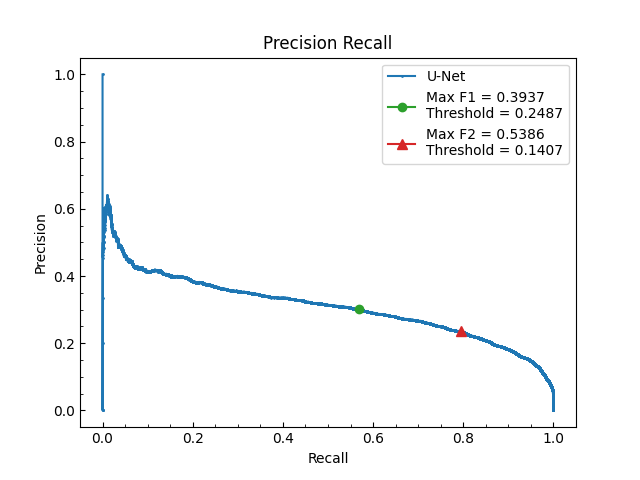 Precision Recall
1.0
0.8
0.6
0.4
0.2
0.0
Precision
0.0
0.2
0.4
0.6
0.8
1.0
Recall
U-Net
Max F1 = 0.3937
Threshold = 0.2487
Max F2 = 0.5386
Threshold = 0.1407